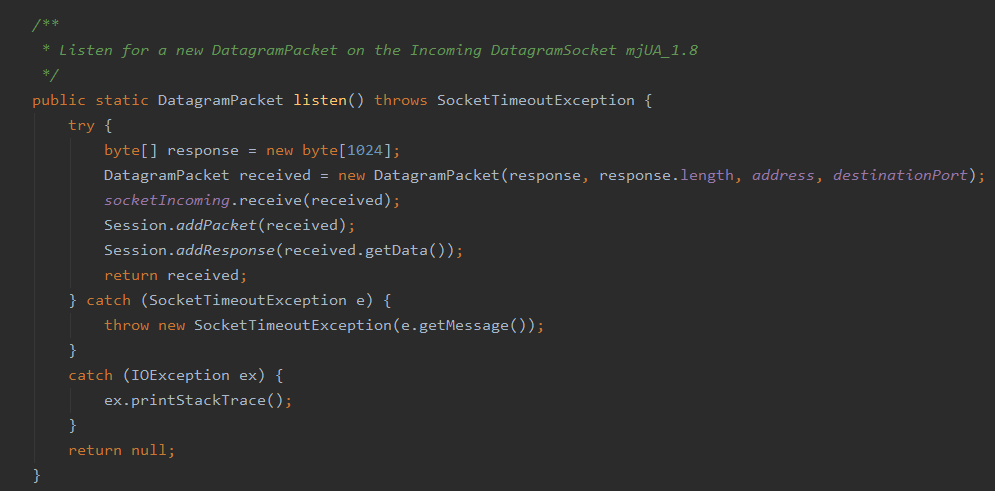 /**
 * Listen for a new DatagramPacket on the Incoming DatagramSocket mjUA_1.8
 */
public static DatagramPacket listen() throws SocketTimeoutException {
    try {
        byte[] response = new byte[1024];
        DatagramPacket received = new DatagramPacket(response, response.length, address, destinationPort);
        socketIncoming.receive(received);
        Session.addPacket(received);
        Session.addResponse(received.getData());
        return received;
    } catch (SocketTimeoutException e) {
        throw new SocketTimeoutException(e.getMessage());
    }
    catch (IOException ex) {
        ex.printStackTrace();
    }
    return null;
}